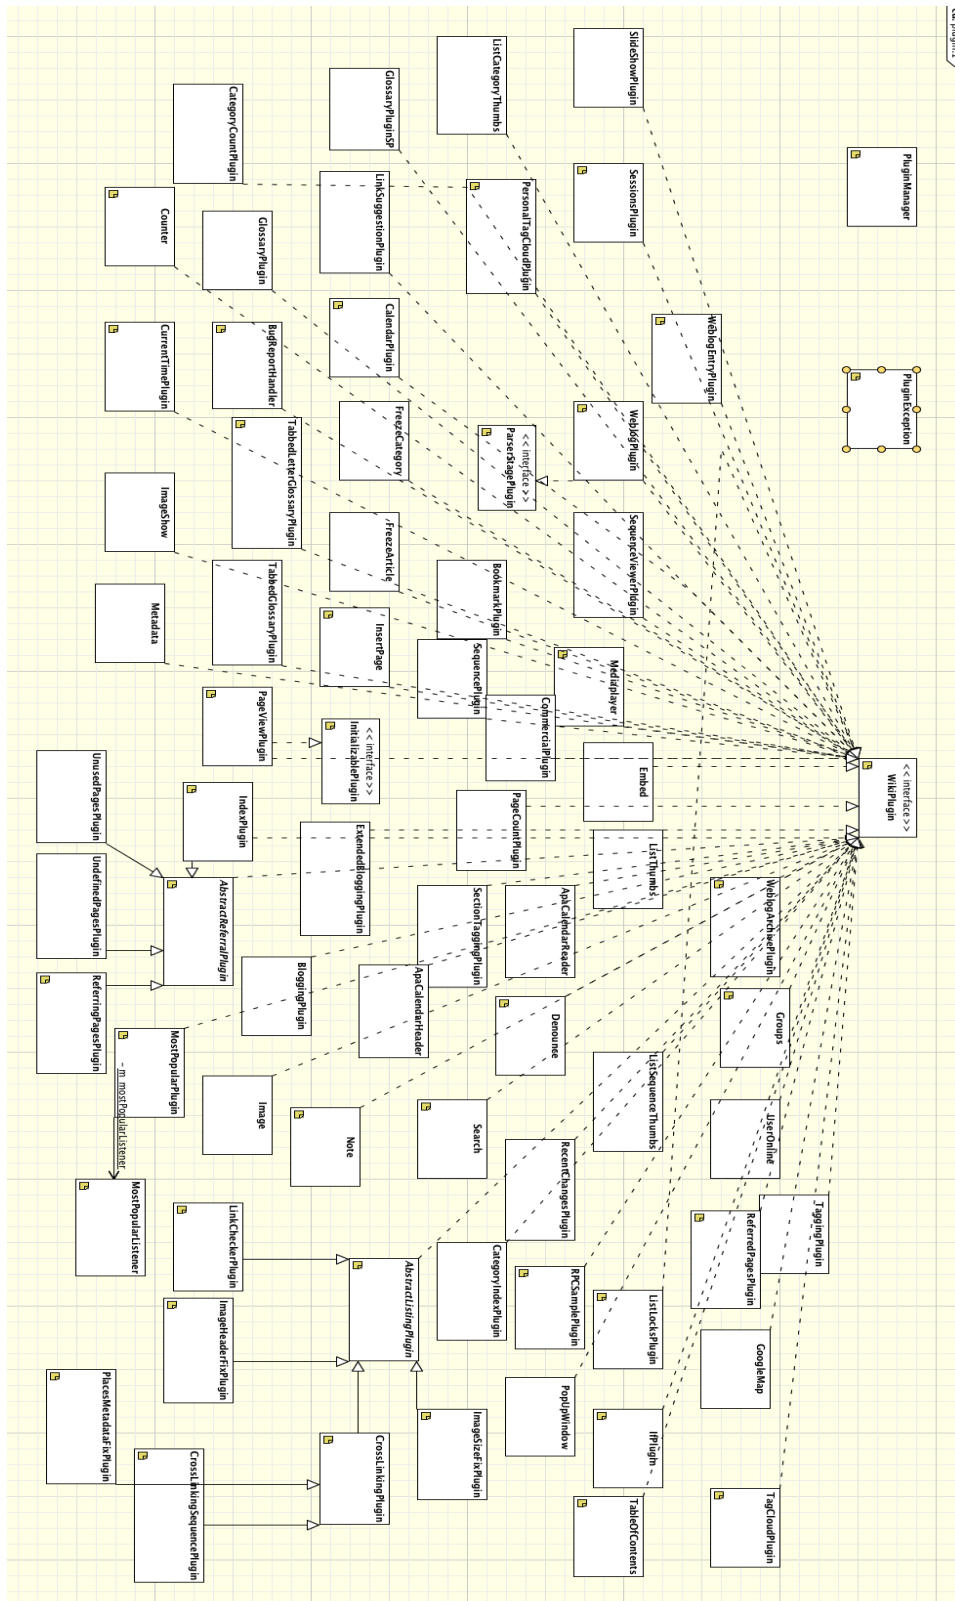 PluginManager
PluginException
<< interface >>
WikiPlugin
SlideShowPlugin
SessionsPlugin
WeblogEntryPlugin
WeblogPlugin
SequenceViewerPlugin
Mediaplayer
Embed
ListThumbs
WeblogArchivePlugin
Groups
UserOnline
TaggingPlugin
ReferredPagesPlugin
GoogleMap
TagCloudPlugin
ListCategoryThumbs
PersonalTagCloudPlugin
<< interface >>
ParserStagePlugin
BookmarkPlugin
SequencePlugin
CommercialPlugin
PageCountPlugin
SectionTaggingPlugin
ApaCalendarReader
Denounce
ListSequenceThumbs
RecentChangesPlugin
ListLocksPlugin
RPCSamplePlugin
IfPlugin
PopUpWindow
TableOfContents
GlossaryPluginSP
LinkSuggestionPlugin
CalendarPlugin
FreezeCategory
FreezeArticle
InsertPage
<< interface >>
InitializablePlugin
ExtendedBloggingPlugin
ApaCalendarHeader
Search
CategoryIndexPlugin
AbstractListingPlugin
ImageSizeFixPlugin
CrossLinkingPlugin
CategoryCountPlugin
GlossaryPlugin
BugReportHandler
TabbedLetterGlossaryPlugin
TabbedGlossaryPlugin
PageViewPlugin
IndexPlugin
AbstractReferralPlugin
BloggingPlugin
Image
Note
LinkCheckerPlugin
ImageHeaderFixPlugin
CrossLinkingSequencePlugin
Counter
CurrentTimePlugin
ImageShow
Metadata
UnusedPagesPlugin
UndefinedPagesPlugin
ReferringPagesPlugin
MostPopularPlugin
- m_mostPopularListener
MostPopularListener
PlacesMetadataFixPlugin